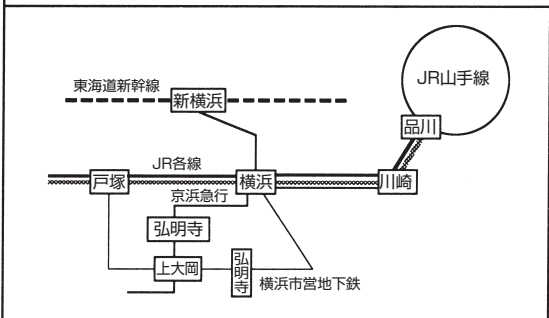 東海道新幹線
新横浜
JR山手線
品川
JR各線
戸塚
横浜
川崎
京浜急行
弘明寺
上大岡
弘明寺
横浜市営地下鉄